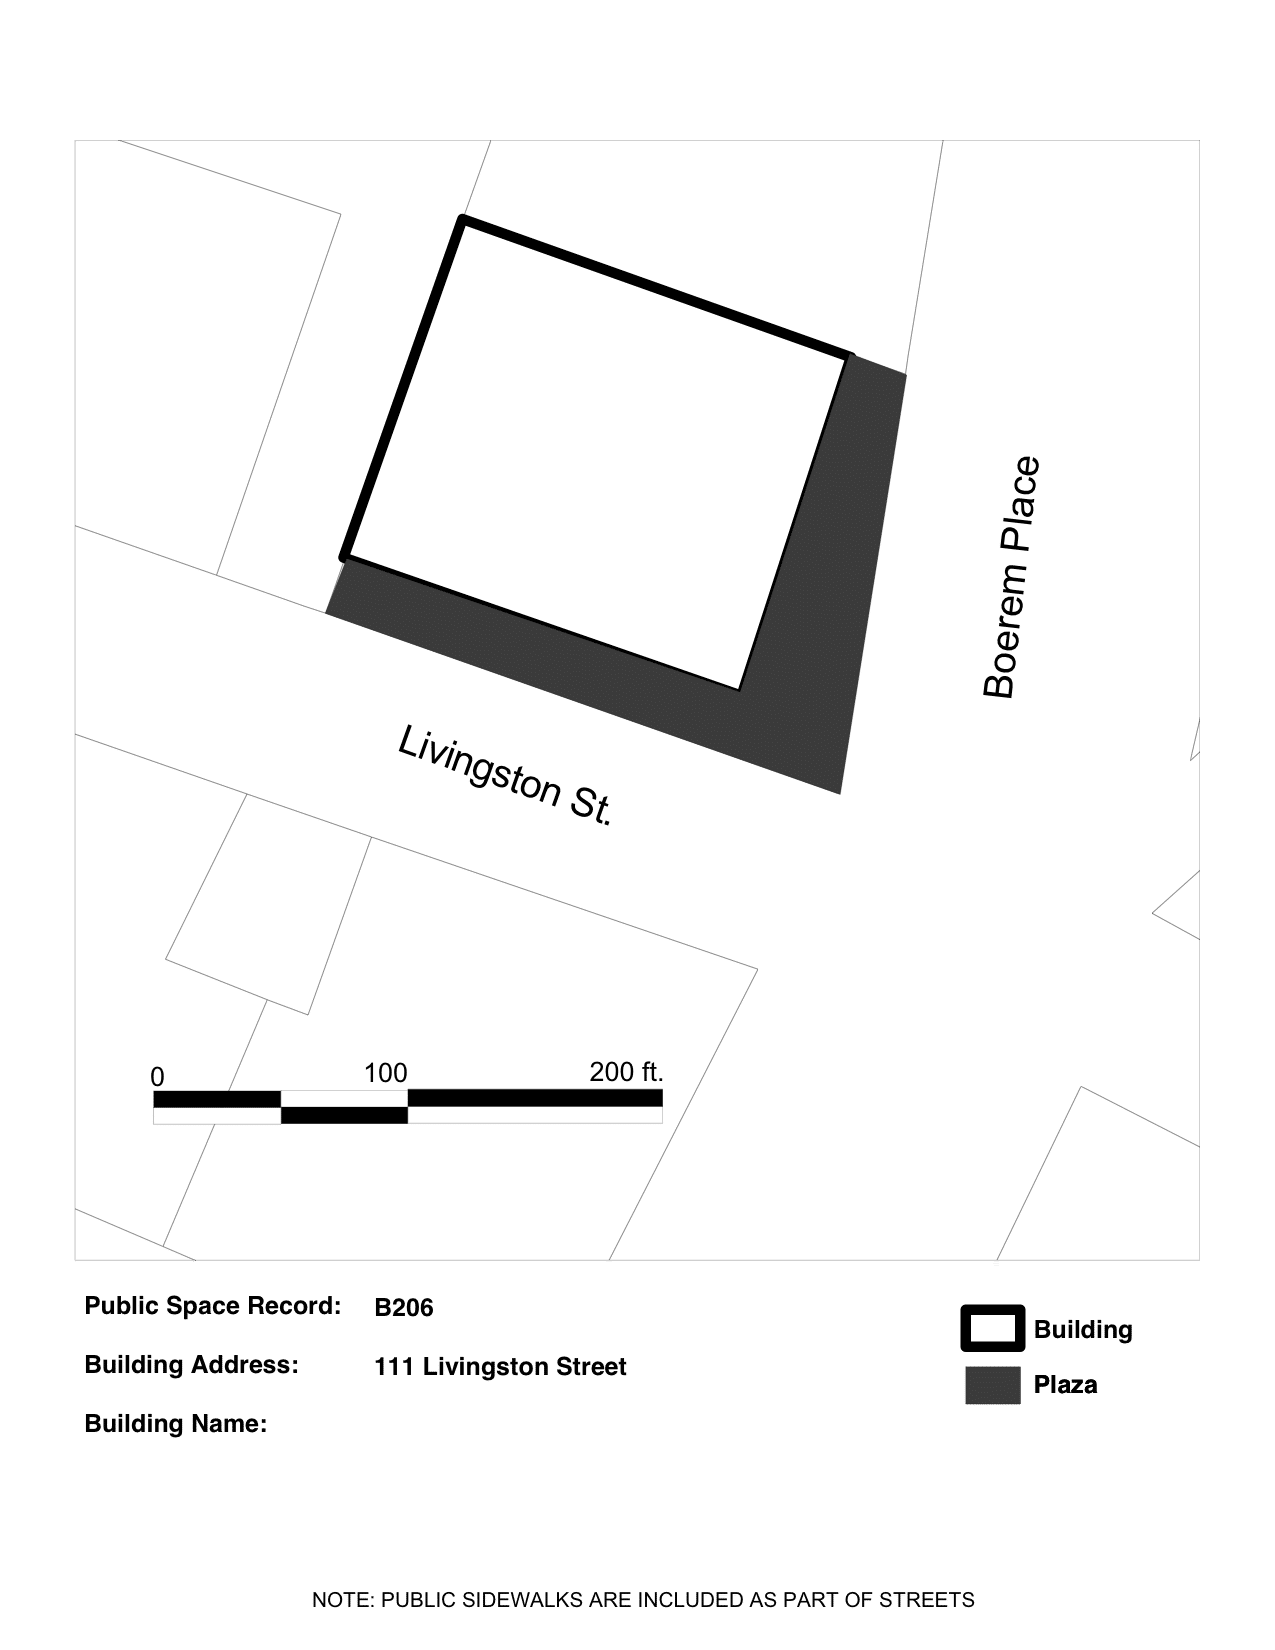 Boerem Place
Livingston St.
0 100 200 ft.
Public Space Record: B206
Building Address: 111 Livingston Street
Building Name:
Building
Plaza
NOTE: PUBLIC SIDEWALKS ARE INCLUDED AS PART OF STREETS